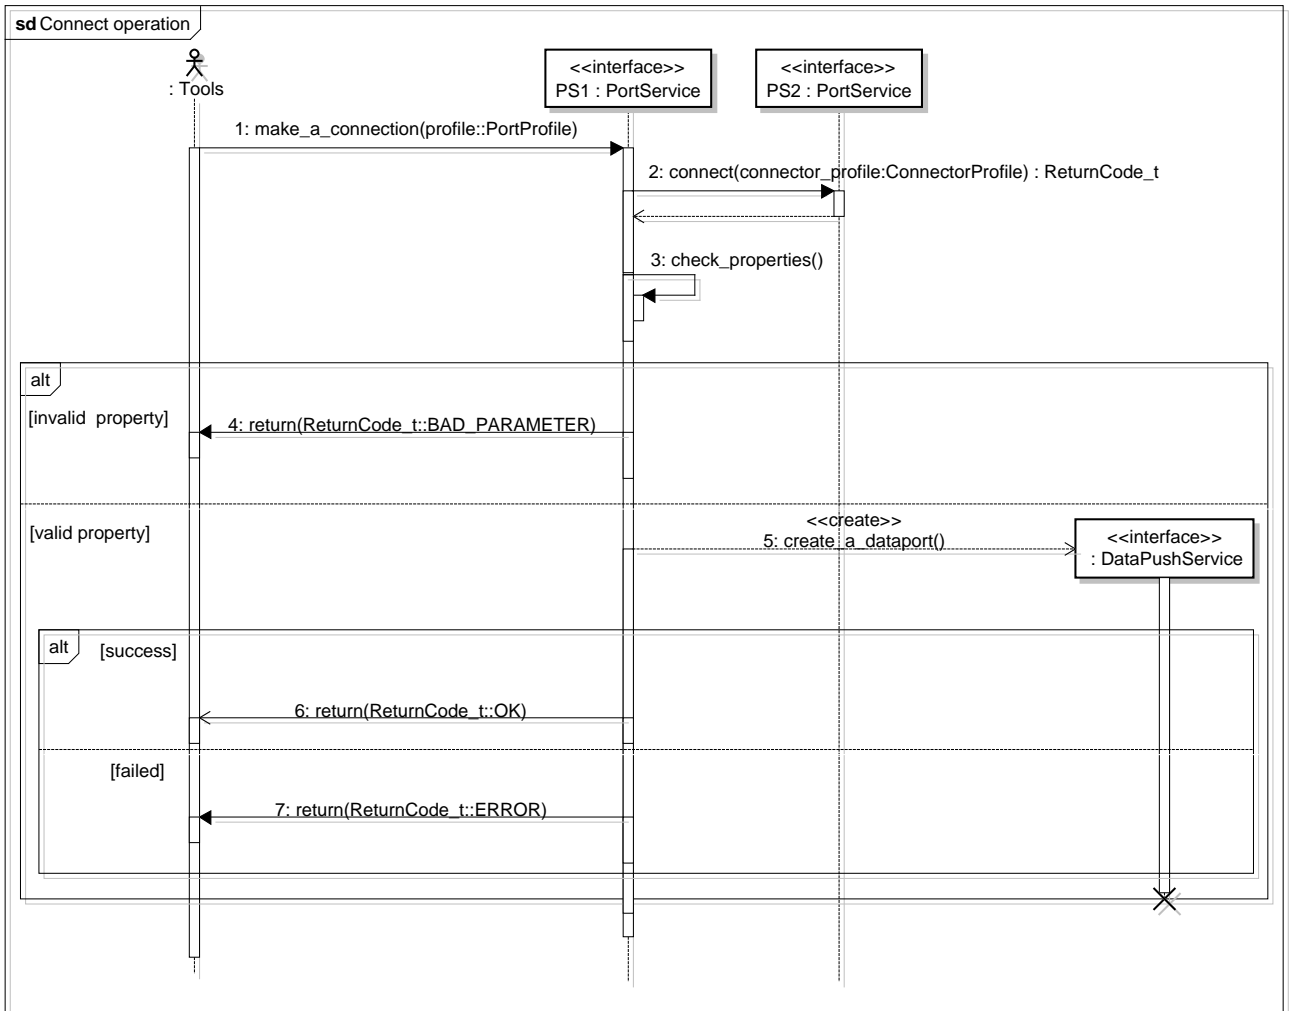 sd Connect operation
: Tools
<<interface>>
PS1 : PortService
<<interface>>
PS2 : PortService
1: make_a_connection(profile::PortProfile)
2: connect(connector_profile:ConnectorProfile) : ReturnCode_t
3: check_properties()
alt
[invalid  property]
4: return(ReturnCode_t::BAD_PARAMETER)
[valid property]
<<create>>
5: create_a_dataport()
<<interface>>
: DataPushService
alt
[success]
6: return(ReturnCode_t::OK)
[failed]
7: return(ReturnCode_t::ERROR)